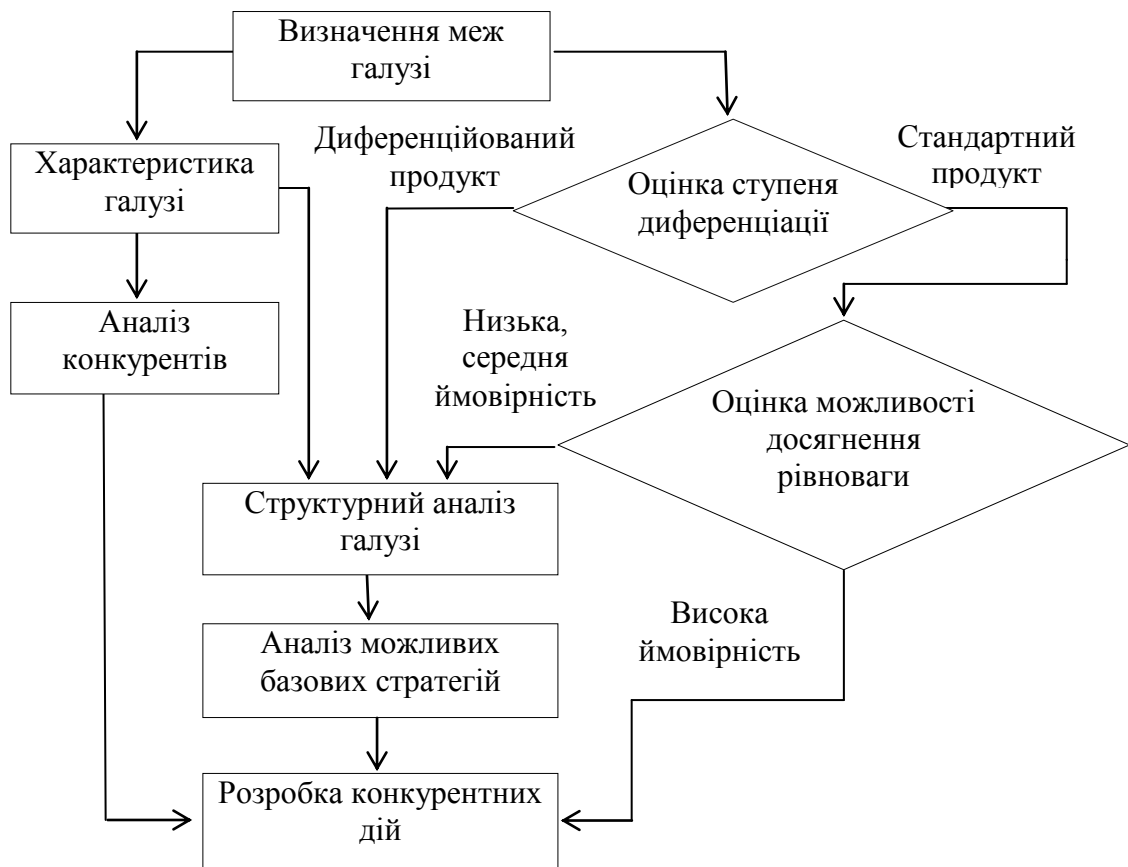 Визначення меж
галузі
Диференційований
продукт
Стандартний
продукт
Характеристика
галузі
Оцінка ступеня
диференціації
Аналіз
конкурентів
Низька,
середня
ймовірність
Оцінка можливості
досягнення
рівноваги
Структурний аналіз
галузі
Аналіз можливих
базових стратегій
Висока
ймовірність
Розробка конкурентних
дій